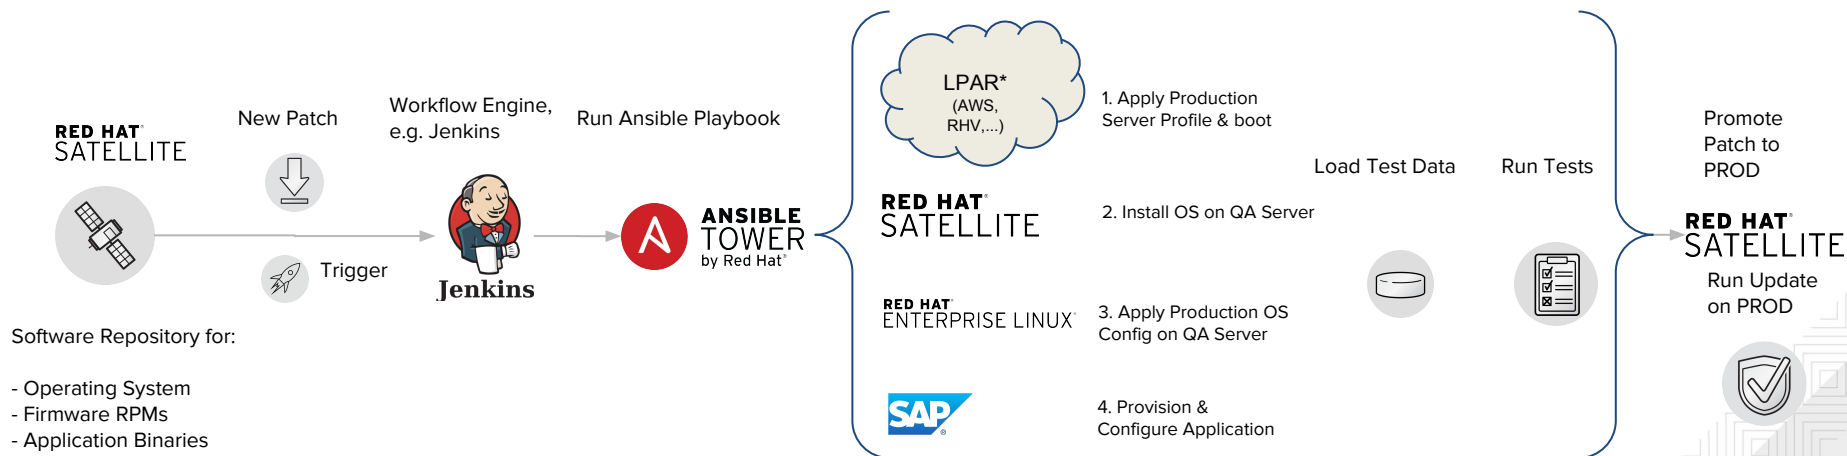 RED HAT®
SATELLITE
Software Repository for:
- Operating System
- Firmware RPMs
- Application Binaries
New Patch
Trigger
Workflow Engine,
e.g. Jenkins
Jenkins
Run Ansible Playbook
A
ANSIBLE
TOWER
by Red Hat®
LPAR*
(AWS,
RHV,...)
1. Apply Production
Server Profile & boot
RED HAT®
SATELLITE
2. Install OS on QA Server
RED HAT®
ENTERPRISE LINUX®
3. Apply Production OS
Config on QA Server
SAP®
4. Provision &
Configure Application
Load Test Data
Run Tests
Promote
Patch to
PROD
RED HAT®
SATELLITE
Run Update
on PROD